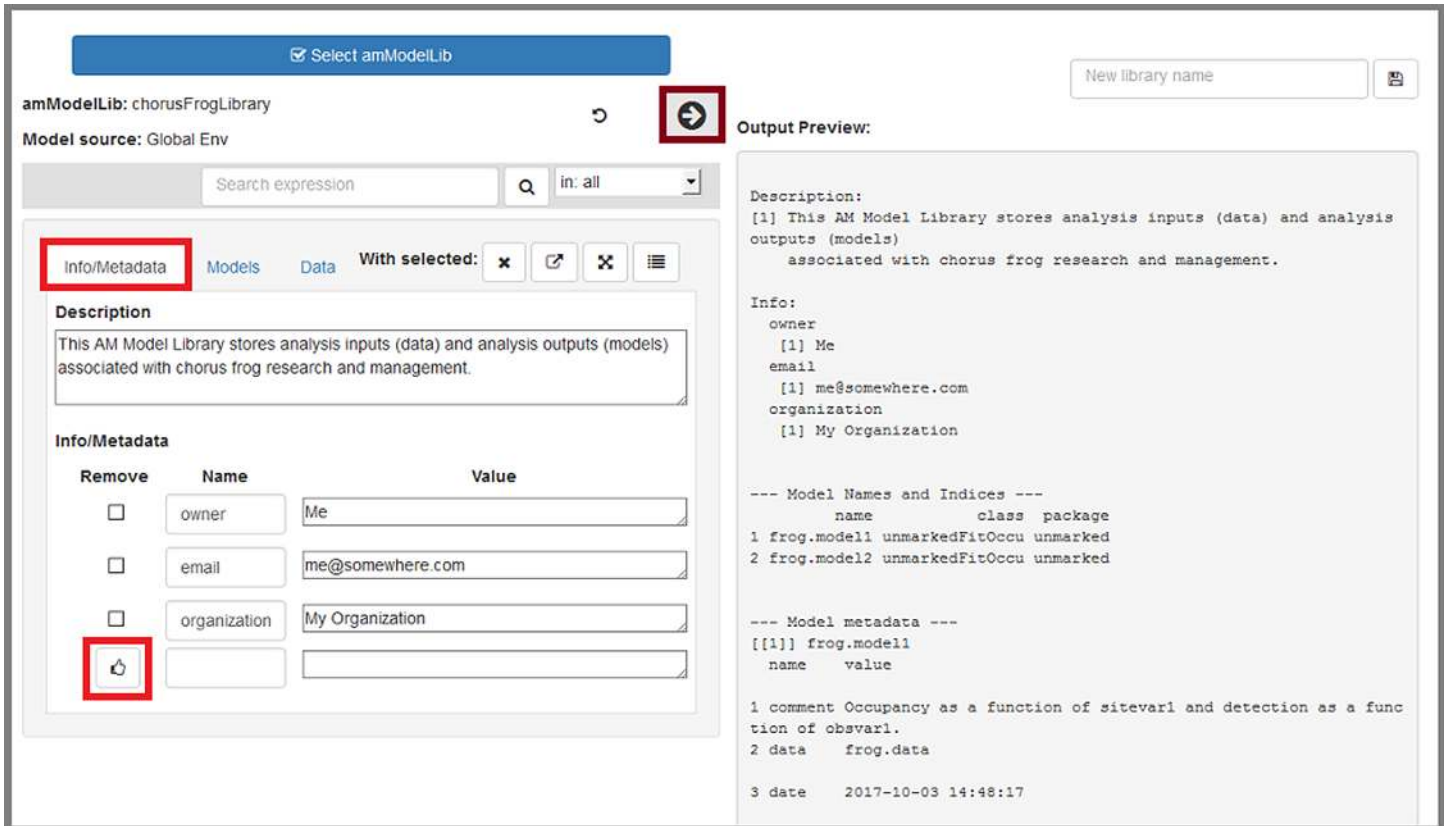 Select amModelLib
amModelLib: chorusFrogLibrary
Model source: Global Env
Search expression
in: all
Info/Metadata
Models
Data
With selected:
Description
This AM Model Library stores analysis inputs (data) and analysis outputs (models)
associated with chorus frog research and management.
Info/Metadata
Remove Name Value
owner Me
email me@somewhere.com
organization My Organization
New library name
Output Preview:
Description:
[1] This AM Model Library stores analysis inputs (data) and analysis
outputs (models)
associated with chorus frog research and management.
Info:
owner
[1] Me
email
[1] me@somewhere.com
organization
[1] My Organization
--- Model Names and Indices ---
name class package
1 frog.model1 unmarkedFitOccu unmarked
2 frog.model2 unmarkedFitOccu unmarked
--- Model metadata ---
[[1]] frog.model1
name value
1 comment Occupancy as a function of sitevar1 and detection as a func
tion of obsvar1.
2 data frog.data
3 date 2017-10-03 14:48:17